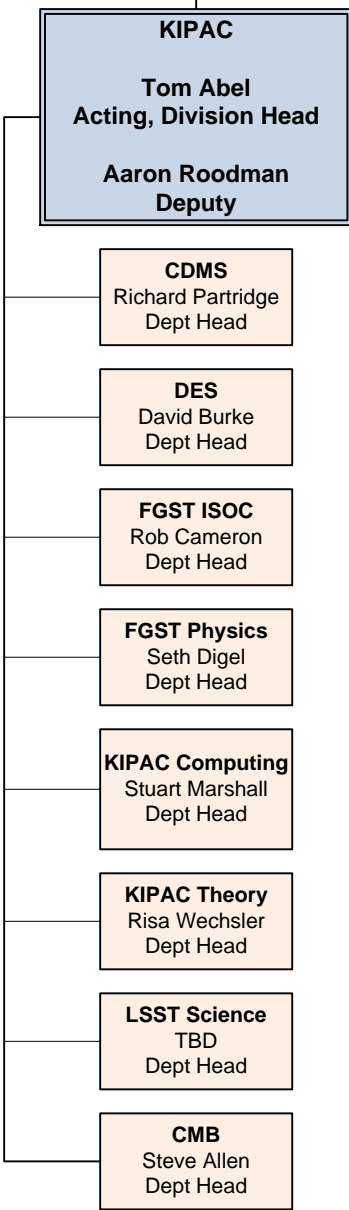 KIPAC
Tom Abel
Acting, Division Head
Aaron Roodman
Deputy
CDMS
Richard Partridge
Dept Head
DES
David Burke
Dept Head
FGST ISOC
Rob Cameron
Dept Head
FGST Physics
Seth Digel
Dept Head
KIPAC Computing
Stuart Marshall
Dept Head
KIPAC Theory
Risa Wechsler
Dept Head
LSST Science
TBD
Dept Head
CMB
Steve Allen
Dept Head